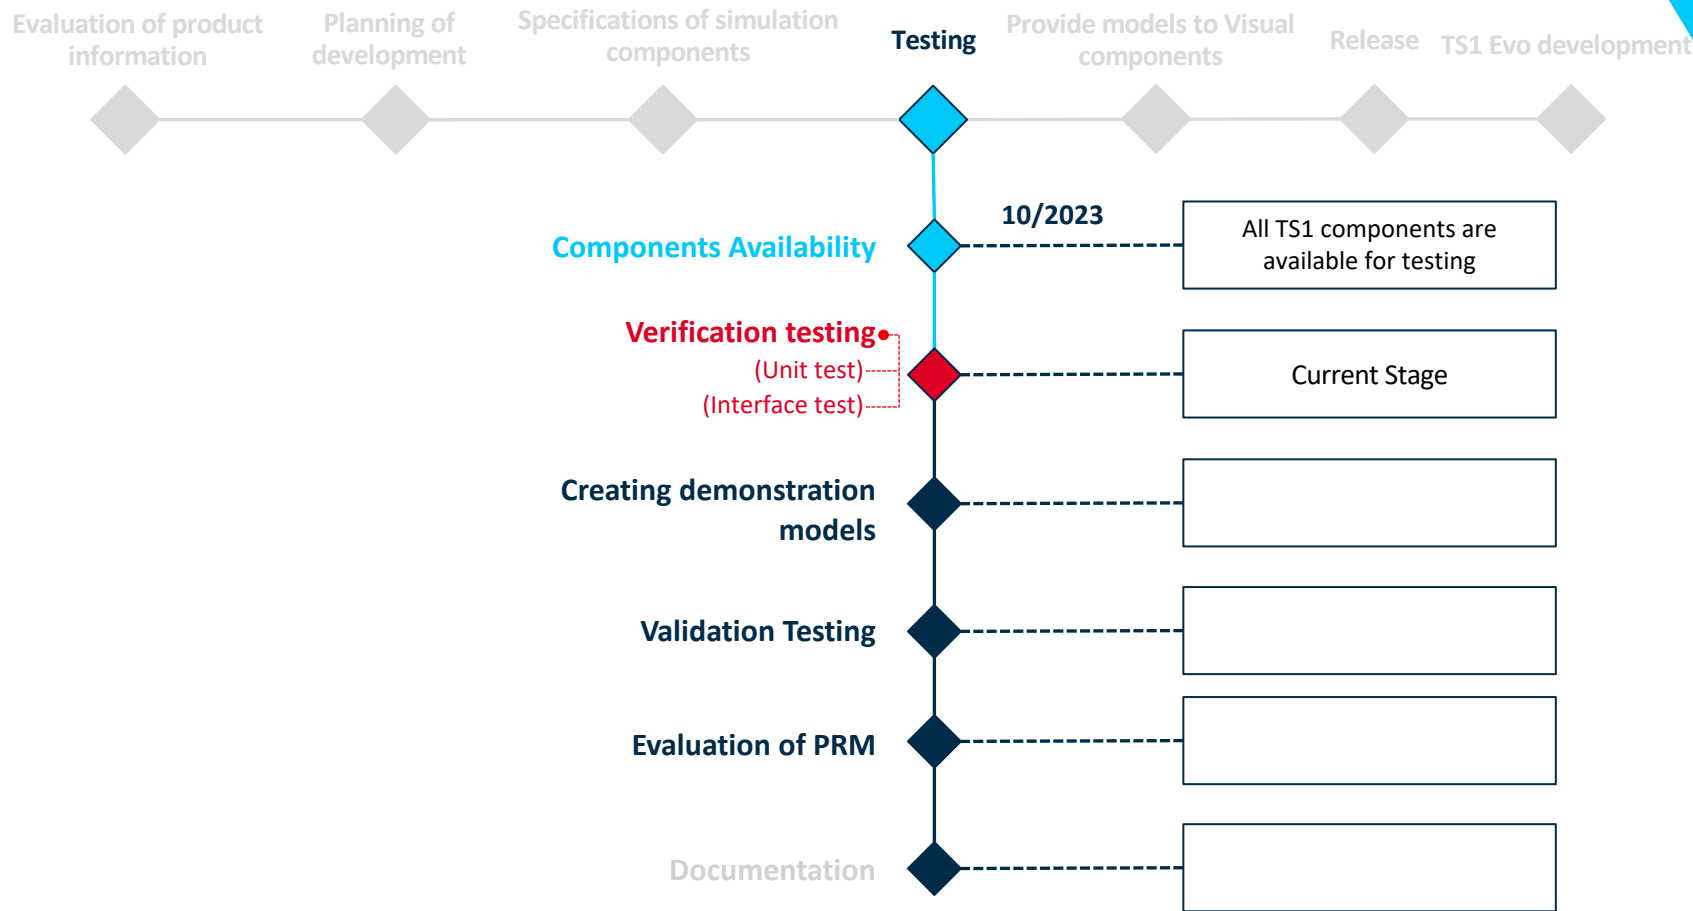 Evaluation of product
information
Planning of
development
Specifications of simulation
components
Testing
Provide models to Visual
components
Release
TS1 Evo development
Components Availability
10/2023
All TS1 components are
available for testing
Verification testing
(Unit test)
(Interface test)
Current Stage
Creating demonstration
models
Validation Testing
Evaluation of PRM
Documentation